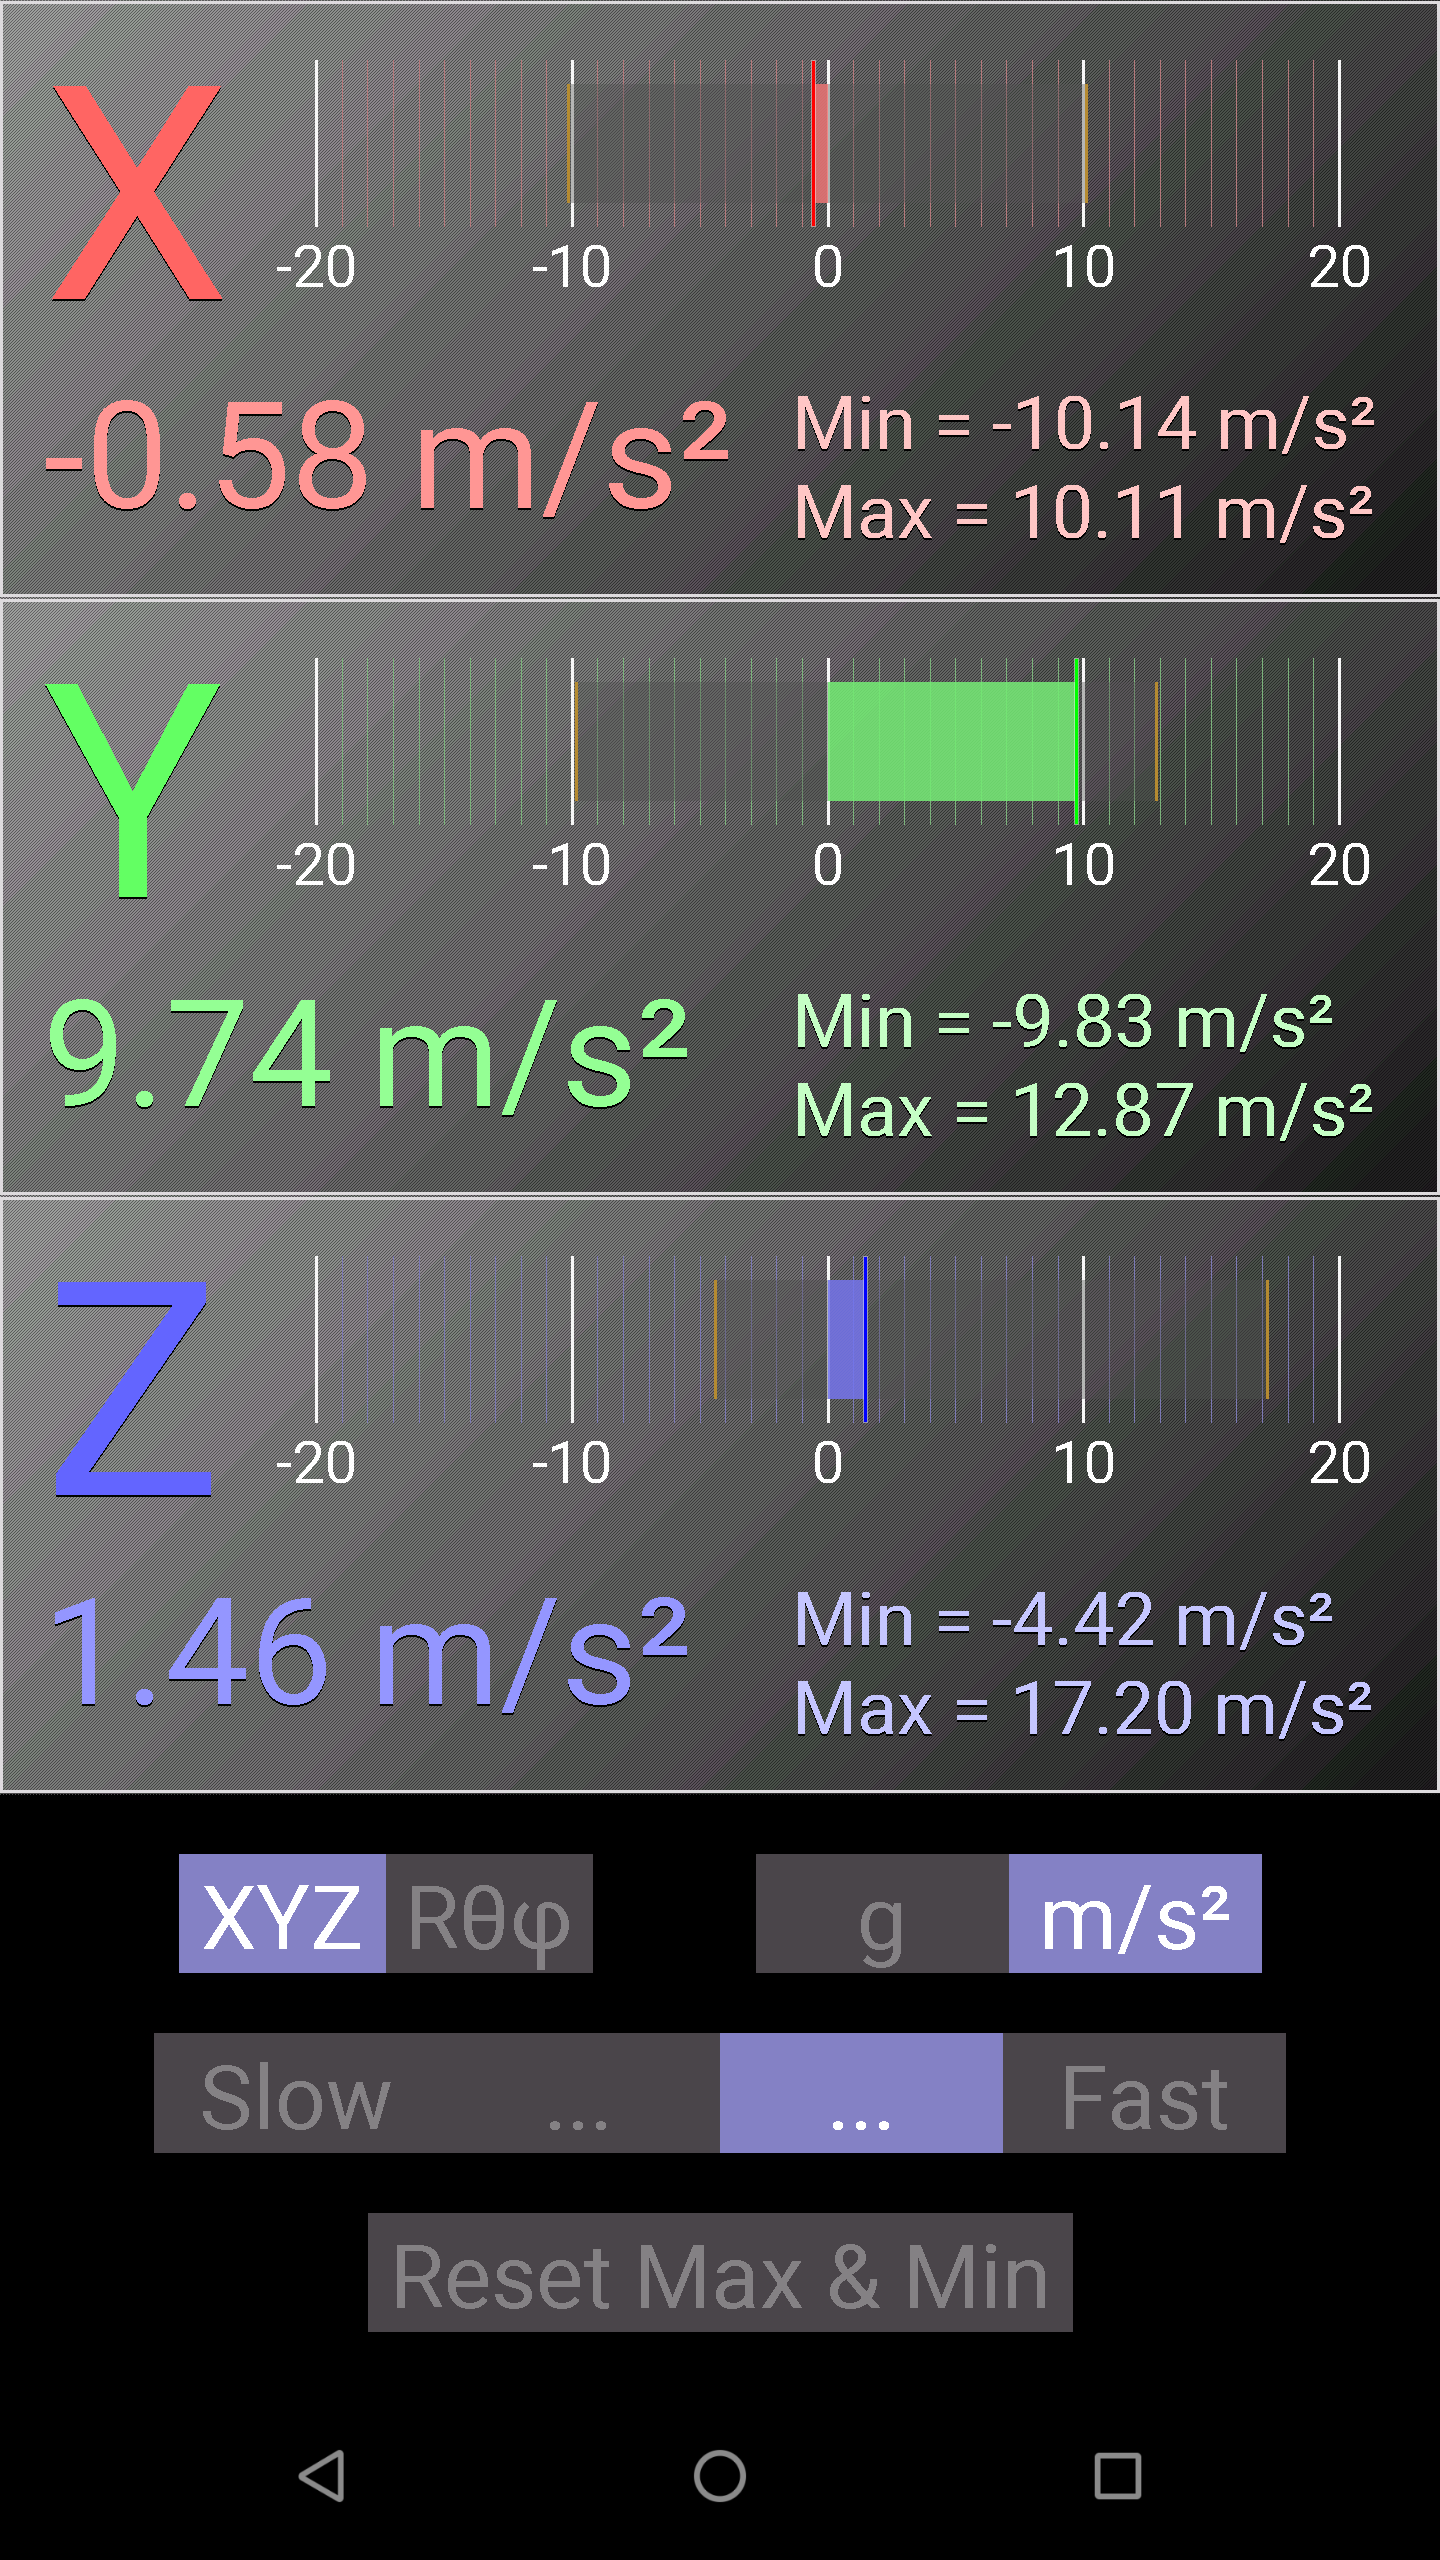 X
-20 -10 0 10 20
-0.58 m/s²
Min = -10.14 m/s²
Max = 10.11 m/s²
Y
-20 -10 0 10 20
9.74 m/s²
Min = -9.83 m/s²
Max = 12.87 m/s²
Z
-20 -10 0 10 20
1.46 m/s²
Min = -4.42 m/s²
Max = 17.20 m/s²
XYZ Rθφ g m/s²
Slow ... ... Fast
Reset Max & Min